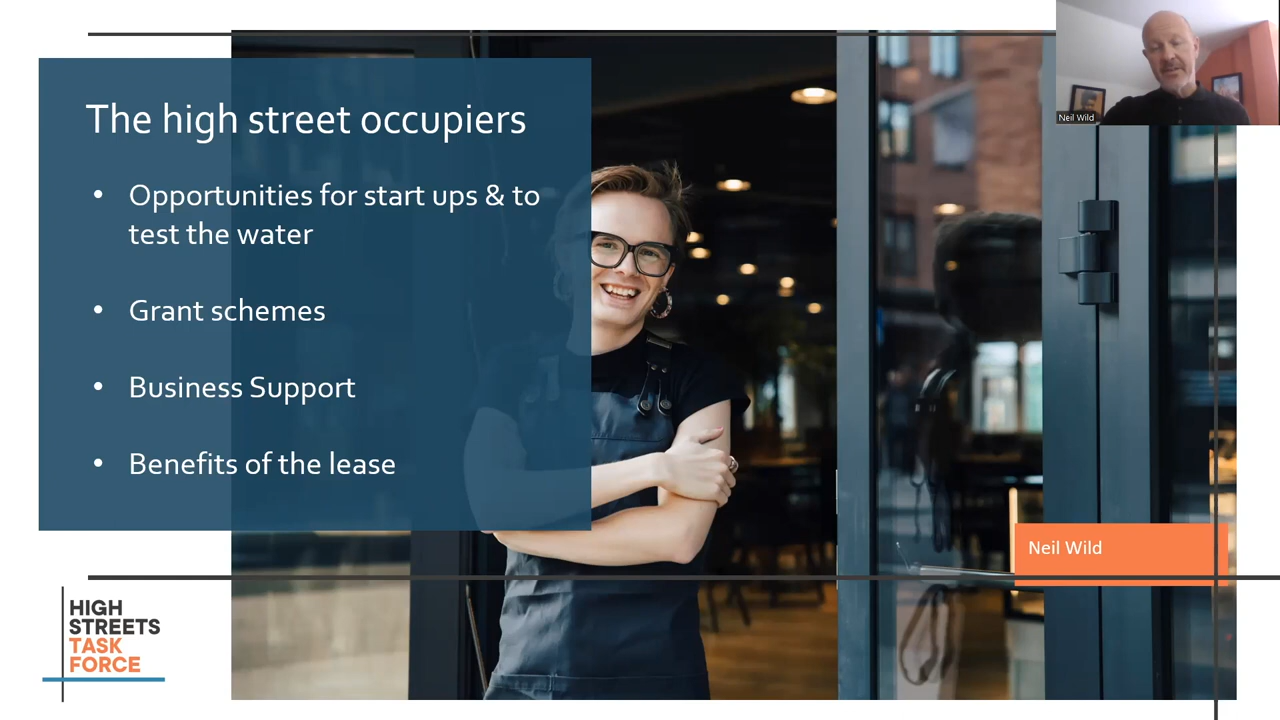 The high street occupiers
• Opportunities for start ups & to
test the water
• Grant schemes
• Business Support
• Benefits of the lease
Neil Wild
Neil Wild
HIGH
STREETS
TASK
FORCE